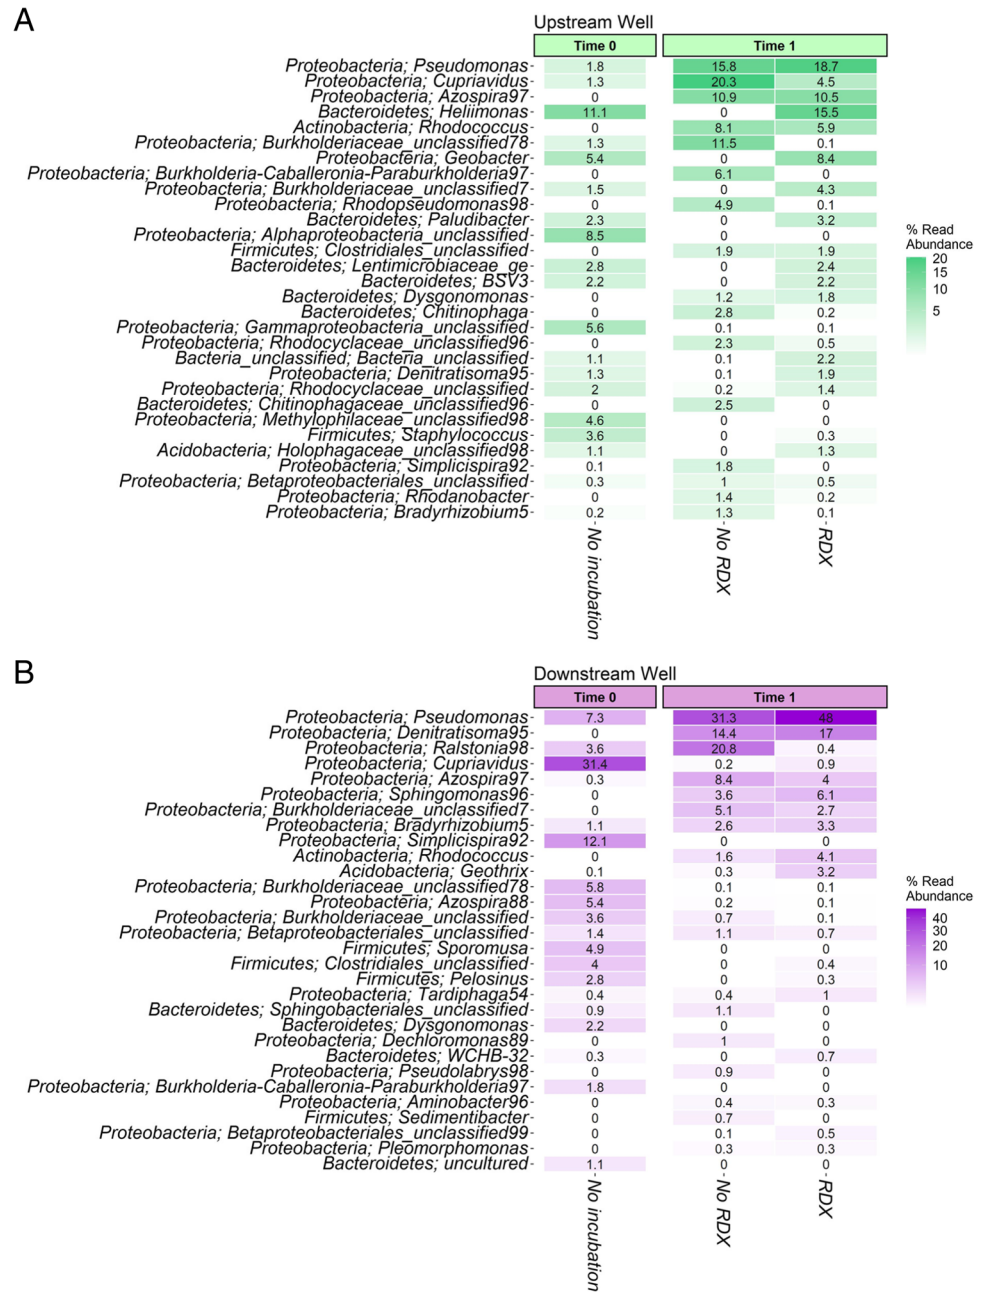 A
Upstream Well
Time 0 Time 1
Proteobacteria; Pseudomonas 1.8 15.8 18.7
Proteobacteria; Cupriavidus 1.3 20.3 4.5
Proteobacteria; Azospira97 0 10.9 10.5
Bacteroidetes; Heliimonas 11.1 0 15.5
Actinobacteria; Rhodococcus 0 8.1 5.9
Proteobacteria; Burkholderiaceae_unclassified78 1.3 11.5 0.1
Proteobacteria; Geobacter 5.4 0 8.4
Proteobacteria; Burkholderia-Caballeronia-Paraburkholderia97 0 6.1 0
Proteobacteria; Burkholderiaceae_unclassified7 1.5 0 4.3
Proteobacteria; Rhodopseudomonas98 0 4.9 0.1
Bacteroidetes; Paludibacter 2.3 0 3.2
Proteobacteria; Alphaproteobacteria_unclassified 8.5 0 0
Firmicutes; Clostridiales_unclassified 0 1.9 1.9
Bacteroidetes; Lentimicrobiaceae_ge 2.8 0 2.4
Bacteroidetes; BSV3 2.2 0 2.2
Bacteroidetes; Dysgonomonas 0 1.2 1.8
Bacteroidetes; Chitinophaga 0 2.8 0.2
Proteobacteria; Gammaproteobacteria_unclassified 5.6 0.1 0.1
Proteobacteria; Rhodocyclaceae_unclassified96 0 2.3 0.5
Bacteria_unclassified; Bacteria_unclassified 1.1 0.1 2.2
Proteobacteria; Denitratisoma95 1.3 0.1 1.9
Proteobacteria; Rhodocyclaceae_unclassified 2 0.2 1.4
Bacteroidetes; Chitinophagaceae_unclassified96 0 2.5 0
Proteobacteria; Methylophilaceae_unclassified98 4.6 0 0
Firmicutes; Staphylococcus 3.6 0 0.3
Acidobacteria; Holophagaceae_unclassified98 1.1 0 1.3
Proteobacteria; Simplicispira92 0.1 1.8 0
Proteobacteria; Betaproteobacteriales_unclassified 0.3 1 0.5
Proteobacteria; Rhodanobacter 0 1.4 0.2
Proteobacteria; Bradyrhizobium5 0.2 1.3 0.1
No incubation No RDX RDX
% Read
Abundance
20
15
10
5
B
Downstream Well
Time 0 Time 1
Proteobacteria; Pseudomonas 7.3 31.3 48
Proteobacteria; Denitratisoma95 0 14.4 17
Proteobacteria; Ralstonia98 3.6 20.8 0.4
Proteobacteria; Cupriavidus 31.4 0.2 0.9
Proteobacteria; Azospira97 0.3 8.4 4
Proteobacteria; Sphingomonas96 0 3.6 6.1
Proteobacteria; Burkholderiaceae_unclassified7 0 5.1 2.7
Proteobacteria; Bradyrhizobium5 1.1 2.6 3.3
Proteobacteria; Simplicispira92 12.1 0 0
Actinobacteria; Rhodococcus 0 1.6 4.1
Acidobacteria; Geothrix 0.1 0.3 3.2
Proteobacteria; Burkholderiaceae_unclassified78 5.8 0.1 0.1
Proteobacteria; Azospira88 5.4 0.2 0.1
Proteobacteria; Burkholderiaceae_unclassified 3.6 0.7 0.1
Proteobacteria; Betaproteobacteriales_unclassified 1.4 1.1 0.7
Firmicutes; Sporomusa 4.9 0 0
Firmicutes; Clostridiales_unclassified 4 0 0.4
Firmicutes; Pelosinus 2.8 0 0.3
Proteobacteria; Tardiphaga54 0.4 0.4 1
Bacteroidetes; Sphingobacteriales_unclassified 0.9 1.1 0
Bacteroidetes; Dysgonomonas 2.2 0 0
Proteobacteria; Dechloromonas89 0 1 0
Bacteroidetes; WCHB-32 0.3 0 0.7
Proteobacteria; Pseudolabrys98 0 0.9 0
Proteobacteria; Burkholderia-Caballeronia-Paraburkholderia97 1.8 0 0
Proteobacteria; Aminobacter96 0 0.4 0.3
Firmicutes; Sedimentibacter 0 0.7 0
Proteobacteria; Betaproteobacteriales_unclassified99 0 0.1 0.5
Proteobacteria; Pleomorphomonas 0 0.3 0.3
Bacteroidetes; uncultured 1.1 0 0
No incubation No RDX RDX
% Read
Abundance
40
30
20
10